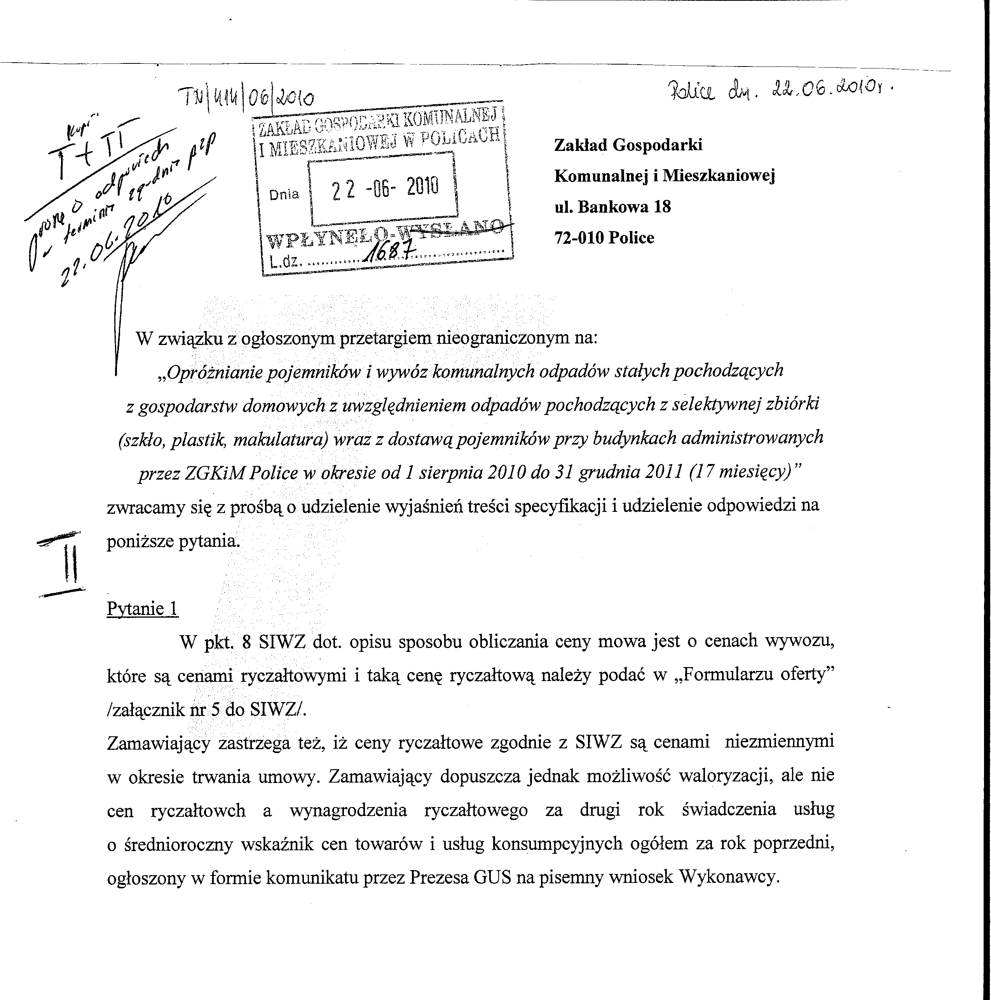 TN/414/06/2010
Police dn. 22.06.2010r.
T + II
proszę o odpowiedź
w terminie zgodnie pzp
22.06.2010
ZAKŁAD GOSPODARKI KOMUNALNEJ
I MIESZKANIOWEJ W POLICACH
Dnia 22 -06- 2010
WPŁYNĘŁO-WYSŁANO
L.dz. 1687
Zakład Gospodarki
Komunalnej i Mieszkaniowej
ul. Bankowa 18
72-010 Police
W związku z ogłoszonym przetargiem nieograniczonym na:
„Opróżnianie pojemników i wywóz komunalnych odpadów stałych pochodzących
z gospodarstw domowych z uwzględnieniem odpadów pochodzących z selektywnej zbiórki
(szkło, plastik, makulatura) wraz z dostawą pojemników przy budynkach administrowanych
przez ZGKiM Police w okresie od 1 sierpnia 2010 do 31 grudnia 2011 (17 miesięcy)”
zwracamy się z prośbą o udzielenie wyjaśnień treści specyfikacji i udzielenie odpowiedzi na
poniższe pytania.
II
Pytanie 1
W pkt. 8 SIWZ dot. opisu sposobu obliczania ceny mowa jest o cenach wywozu,
które są cenami ryczałtowymi i taką cenę ryczałtową należy podać w „Formularzu oferty”
/załącznik nr 5 do SIWZ/.
Zamawiający zastrzega też, iż ceny ryczałtowe zgodnie z SIWZ są cenami niezmiennymi
w okresie trwania umowy. Zamawiający dopuszcza jednak możliwość waloryzacji, ale nie
cen ryczałtowch a wynagrodzenia ryczałtowego za drugi rok świadczenia usług
o średnioroczny wskaźnik cen towarów i usług konsumpcyjnych ogółem za rok poprzedni,
ogłoszony w formie komunikatu przez Prezesa GUS na pisemny wniosek Wykonawcy.